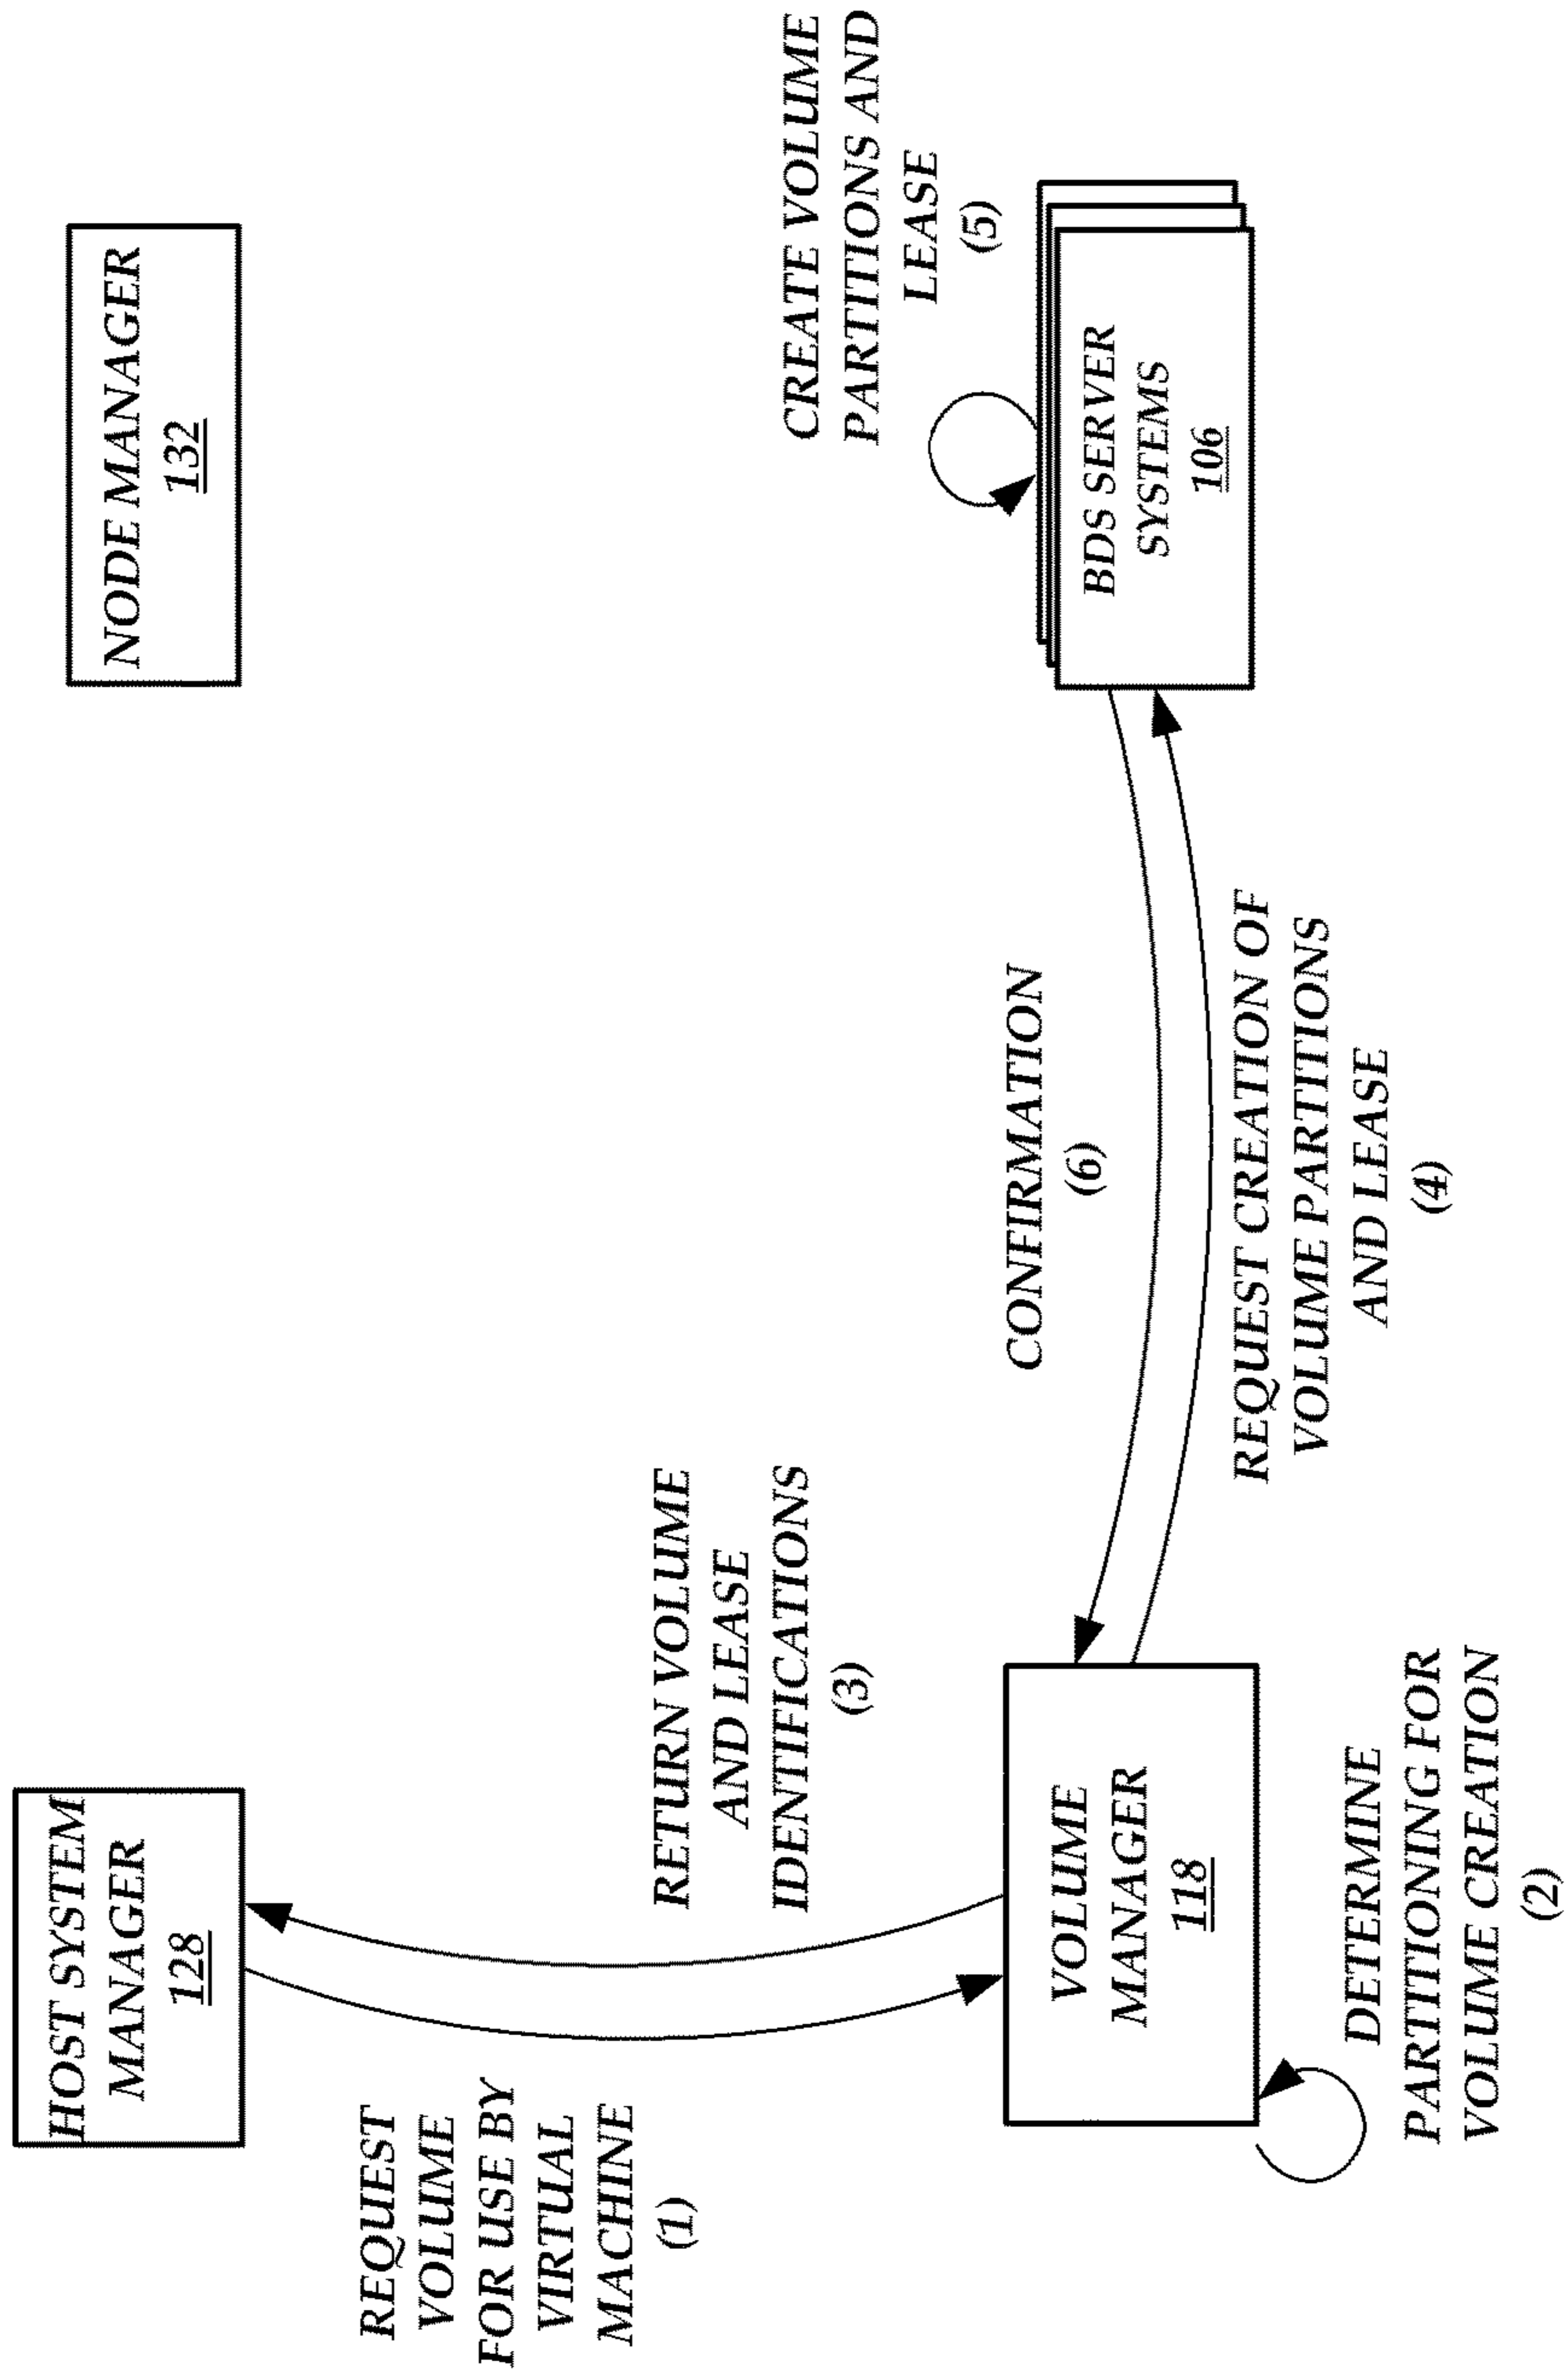 HOST SYSTEM
MANAGER
128
NODE MANAGER
132
REQUEST
VOLUME
FOR USE BY
VIRTUAL
MACHINE
(1)
RETURN VOLUME
AND LEASE
IDENTIFICATIONS
(3)
CREATE VOLUME
PARTITIONS AND
LEASE
(5)
VOLUME
MANAGER
118
CONFIRMATION
(6)
BDS SERVER
SYSTEMS
106
REQUEST CREATION OF
VOLUME PARTITIONS
AND LEASE
(4)
DETERMINE
PARTITIONING FOR
VOLUME CREATION
(2)